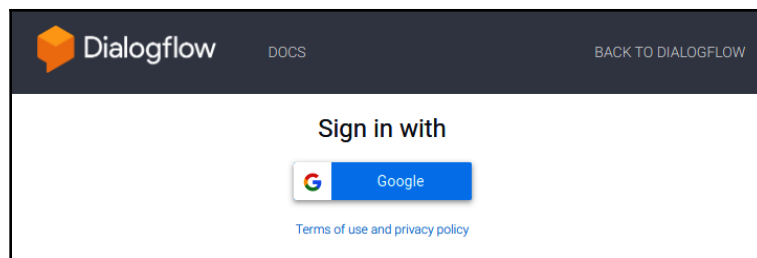 Dialogflow DOCS BACK TO DIALOGFLOW
Sign in with
Google
Terms of use and privacy policy